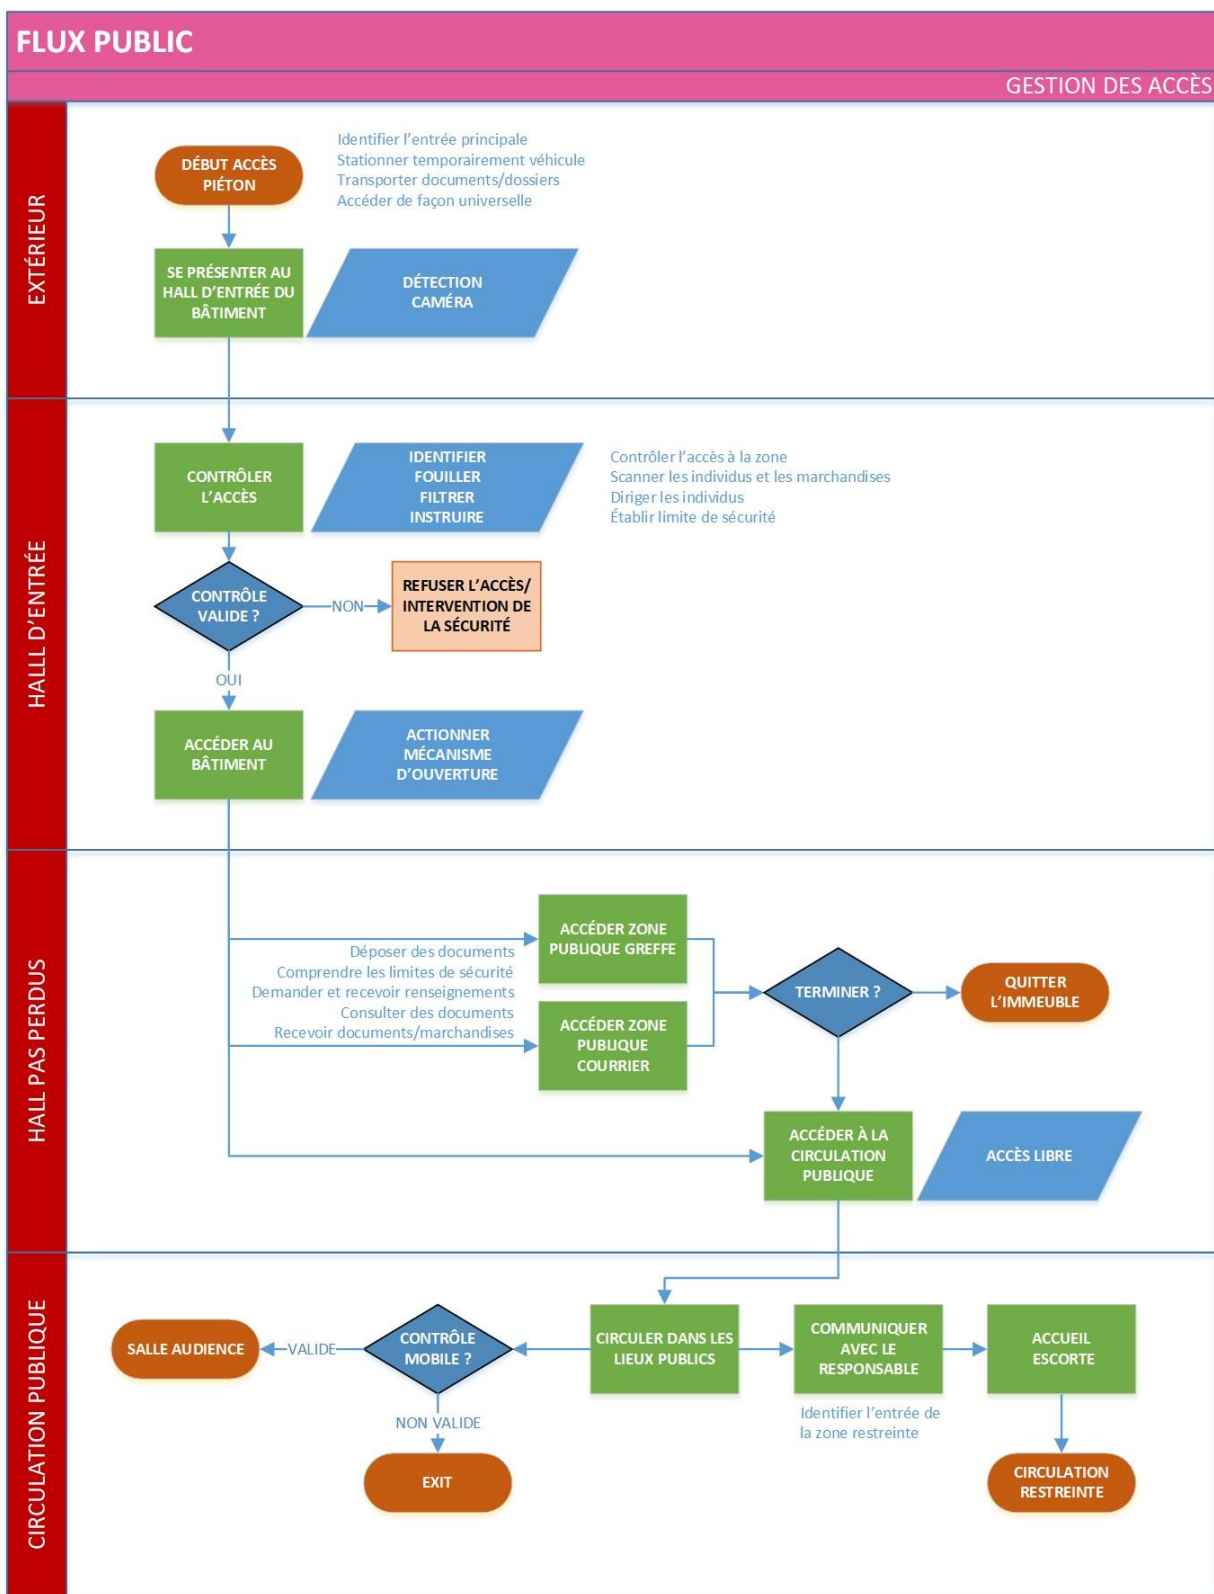 FLUX PUBLIC
GESTION DES ACCÈS
EXTÉRIEUR
DÉBUT ACCÈS
PIÉTON
Identifier l’entrée principale
Stationner temporairement véhicule
Transporter documents/dossiers
Accéder de façon universelle
SE PRÉSENTER AU
HALL D’ENTRÉE DU
BÂTIMENT
DÉTECTION
CAMÉRA
HALL D’ENTRÉE
CONTRÔLER
L’ACCÈS
IDENTIFIER
FOUILLER
FILTRER
INSTRUIRE
Contrôler l’accès à la zone
Scanner les individus et les marchandises
Diriger les individus
Établir limite de sécurité
CONTRÔLE
VALIDE ?
NON
REFUSER L’ACCÈS/
INTERVENTION DE
LA SÉCURITÉ
OUI
ACCÉDER AU
BÂTIMENT
ACTIONNER
MÉCANISME
D’OUVERTURE
HALL PAS PERDUS
Déposer des documents
Comprendre les limites de sécurité
Demander et recevoir renseignements
Consulter des documents
Recevoir documents/marchandises
ACCÉDER ZONE
PUBLIQUE GREFFE
ACCÉDER ZONE
PUBLIQUE
COURRIER
TERMINER ?
QUITTER
L’IMMEUBLE
ACCÉDER À LA
CIRCULATION
PUBLIQUE
ACCÈS LIBRE
CIRCULATION PUBLIQUE
SALLE AUDIENCE
VALIDE
CONTRÔLE
MOBILE ?
NON VALIDE
EXIT
CIRCULER DANS LES
LIEUX PUBLICS
COMMUNIQUER
AVEC LE
RESPONSABLE
Identifier l’entrée de
la zone restreinte
ACCUEIL
ESCORTE
CIRCULATION
RESTREINTE